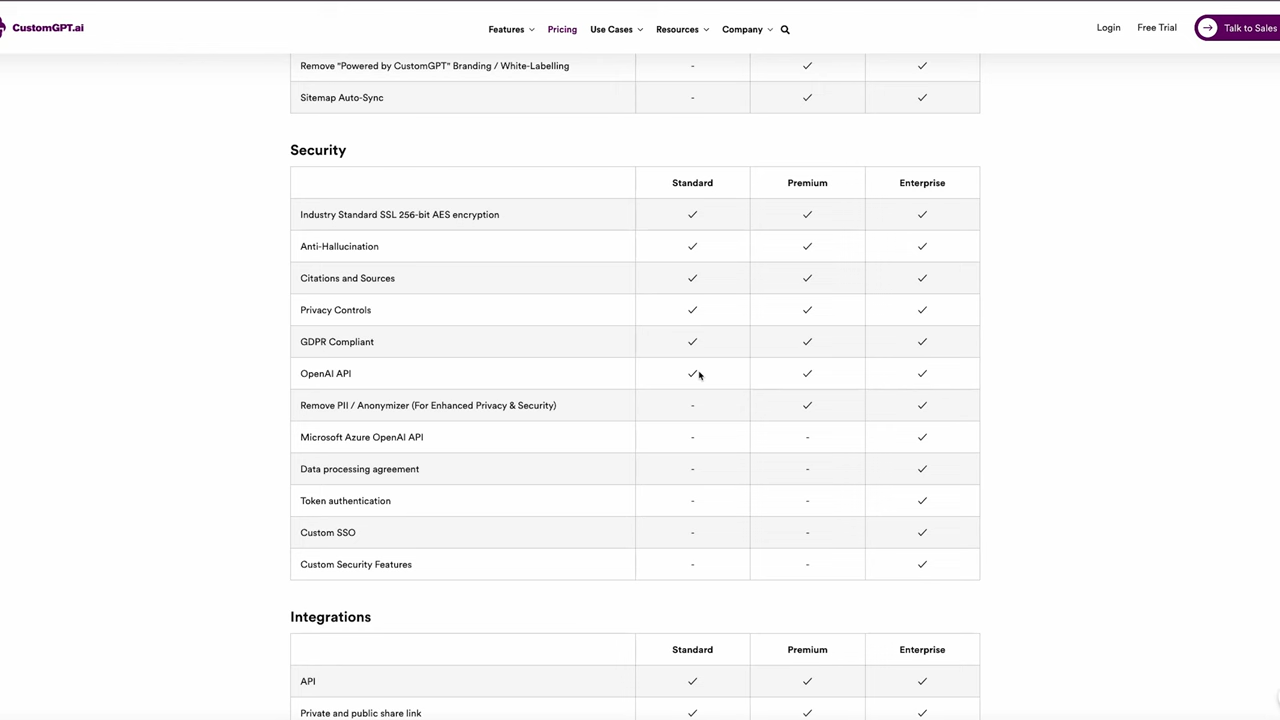 CustomGPT.ai Features Pricing Use Cases Resources Company Login Free Trial Talk to Sales
Remove "Powered by CustomGPT" Branding / White-Labelling - ✓ ✓
Sitemap Auto-Sync - ✓ ✓
Security
Standard Premium Enterprise
Industry Standard SSL 256-bit AES encryption ✓ ✓ ✓
Anti-Hallucination ✓ ✓ ✓
Citations and Sources ✓ ✓ ✓
Privacy Controls ✓ ✓ ✓
GDPR Compliant ✓ ✓ ✓
OpenAI API ✓ ✓ ✓
Remove PII / Anonymizer (For Enhanced Privacy & Security) - ✓ ✓
Microsoft Azure OpenAI API - - ✓
Data processing agreement - - ✓
Token authentication - - ✓
Custom SSO - - ✓
Custom Security Features - - ✓
Integrations
Standard Premium Enterprise
API ✓ ✓ ✓
Private and public share link ✓ ✓ ✓